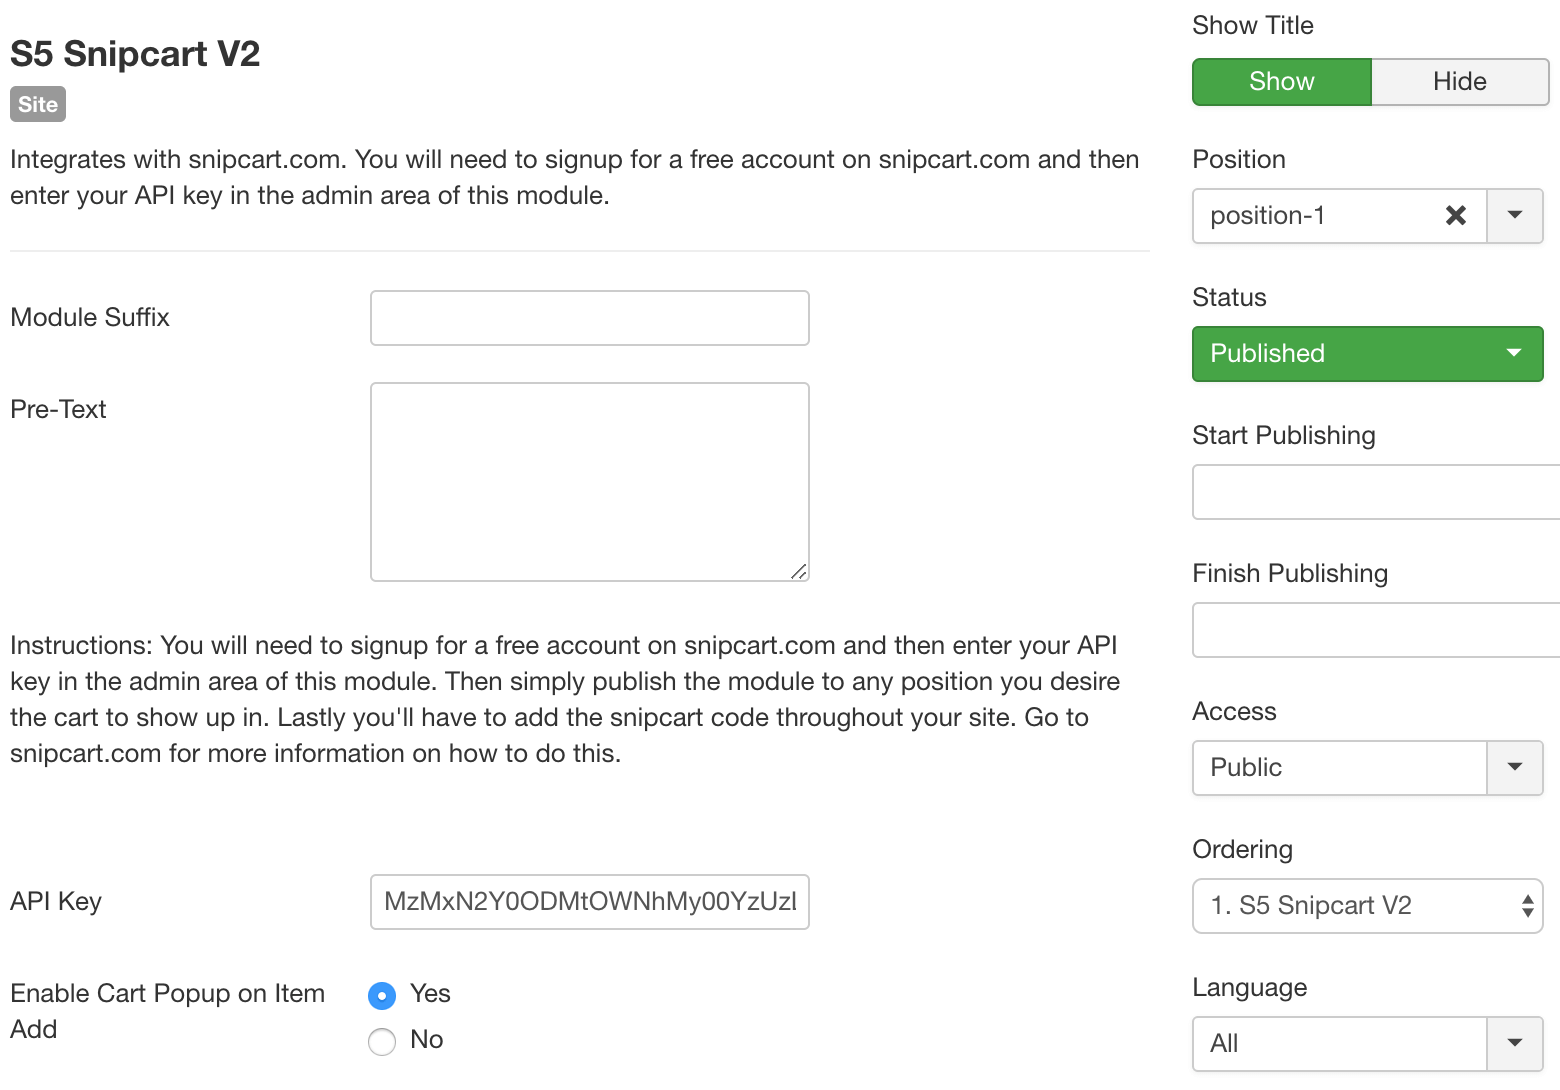 S5 Snipcart V2
Site
Integrates with snipcart.com. You will need to signup for a free account on snipcart.com and then
enter your API key in the admin area of this module.
Module Suffix
Pre-Text
Instructions: You will need to signup for a free account on snipcart.com and then enter your API
key in the admin area of this module. Then simply publish the module to any position you desire
the cart to show up in. Lastly you'll have to add the snipcart code throughout your site. Go to
snipcart.com for more information on how to do this.
API Key
MzMxN2Y0ODMtOWNhMy00YzUzL
Enable Cart Popup on Item
Add
Yes
No
Show Title
Show Hide
Position
position-1
Status
Published
Start Publishing
Finish Publishing
Access
Public
Ordering
1. S5 Snipcart V2
Language
All